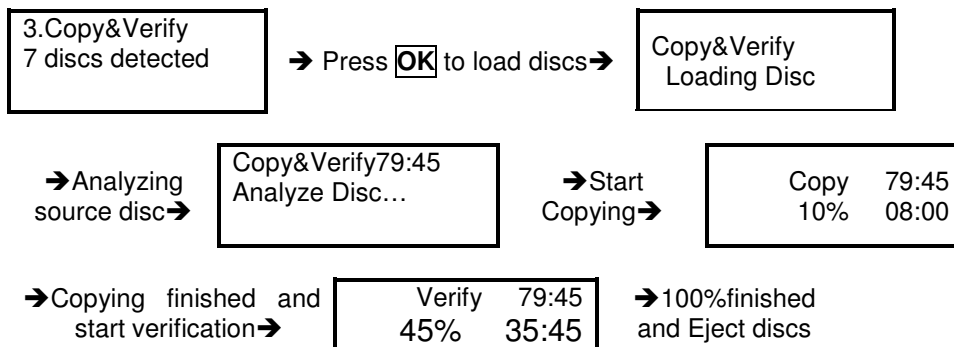 3.Copy&Verify
7 discs detected
➔ Press OK to load discs➔
Copy&Verify
Loading Disc
➔Analyzing
source disc➔
Copy&Verify79:45
Analyze Disc…
➔Start
Copying➔
Copy 79:45
10% 08:00
➔Copying finished and
start verification➔
Verify 79:45
45% 35:45
➔100%finished
and Eject discs